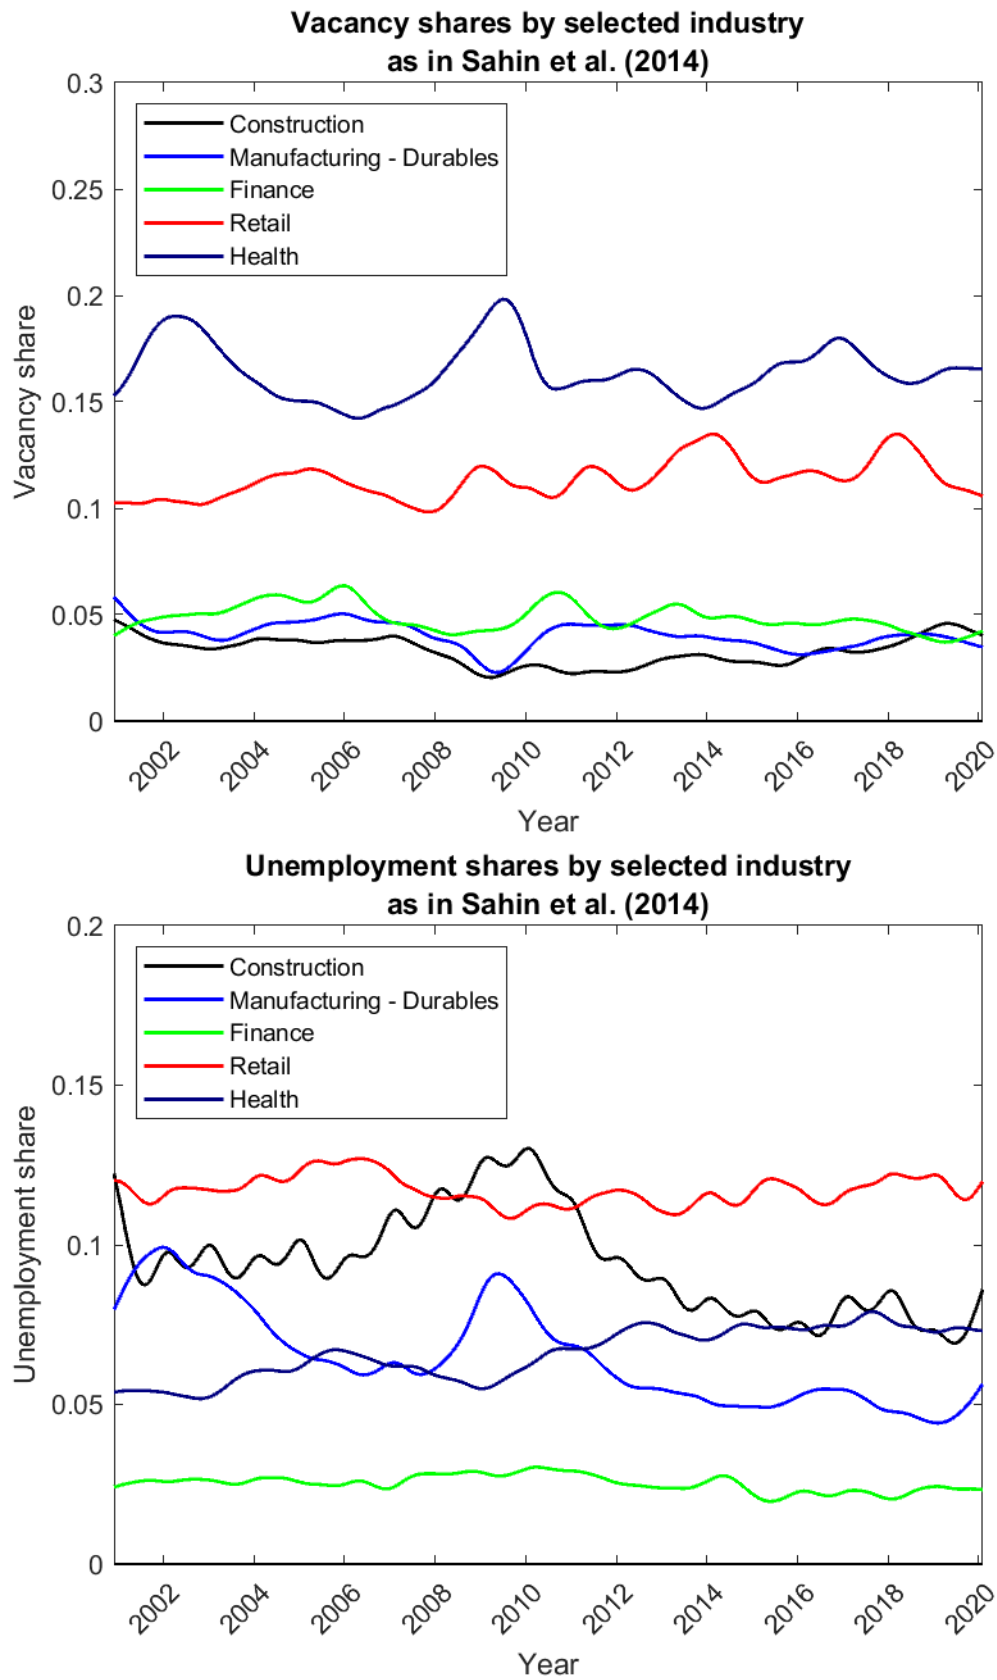 Vacancy shares by selected industry
as in Sahin et al. (2014)
0.3
0.25
0.2
0.15
0.1
0.05
0
Vacancy share
Construction
Manufacturing - Durables
Finance
Retail
Health
2002
2004
2006
2008
2010
2012
2014
2016
2018
2020
Year
Unemployment shares by selected industry
as in Sahin et al. (2014)
0.2
0.15
0.1
0.05
0
Unemployment share
Construction
Manufacturing - Durables
Finance
Retail
Health
2002
2004
2006
2008
2010
2012
2014
2016
2018
2020
Year